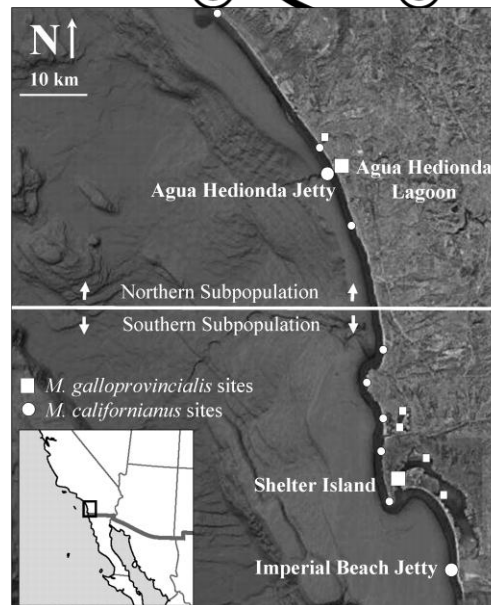 N
10 km
Agua Hedionda Jetty
Agua Hedionda
Lagoon
Northern Subpopulation
Southern Subpopulation
M. galloprovincialis sites
M. californianus sites
Shelter Island
Imperial Beach Jetty